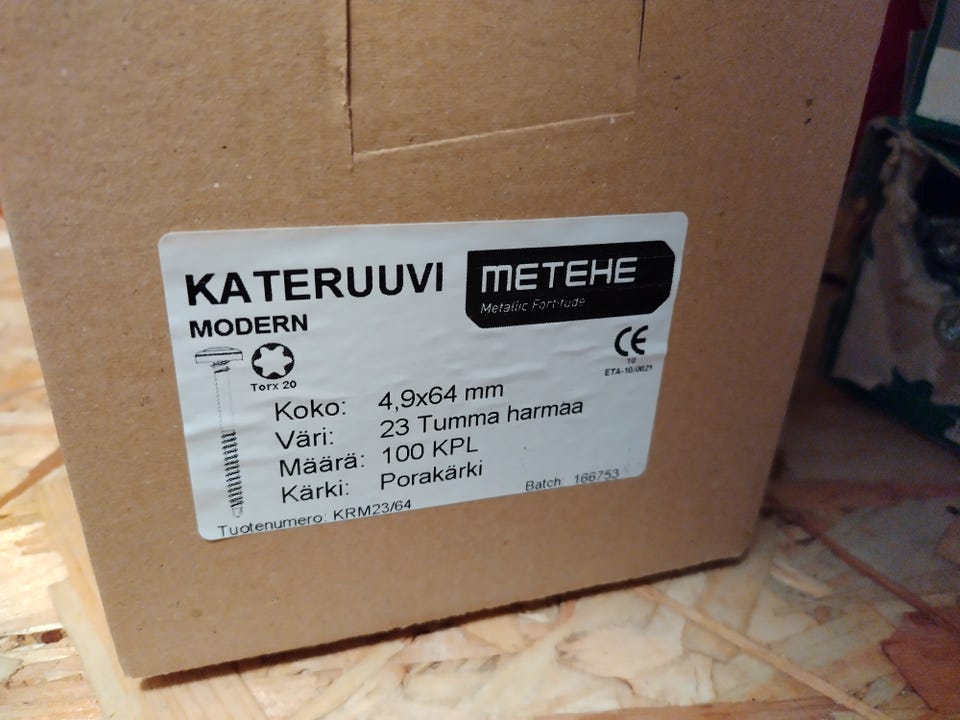 KATERUUVI
METEHE
Metallic Fortitude
MODERN
Torx 20
CE
10
ETA-10/0021
Koko: 4,9x64 mm
Väri: 23 Tumma harmaa
Määrä: 100 KPL
Kärki: Porakärki
Batch: 166753
Tuotenumero: KRM23/64